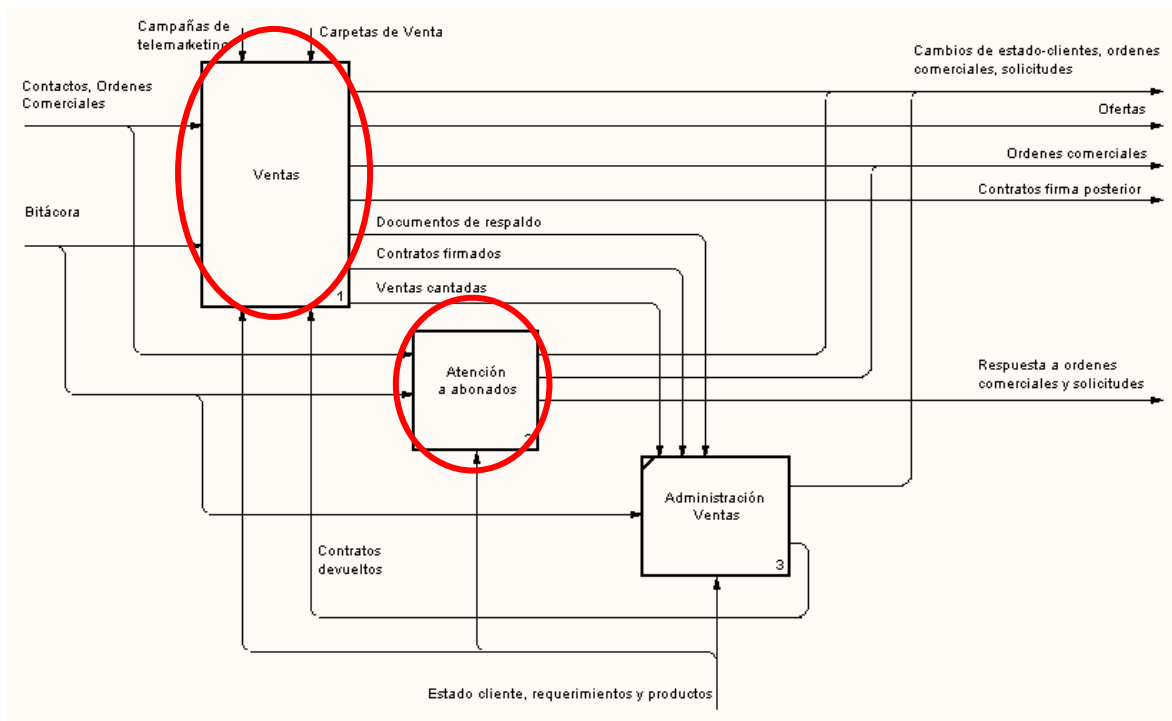 Campañas de
telemarketing
Carpetas de Venta
Cambios de estado-clientes, ordenes
comerciales, solicitudes
Contactos, Ordenes
Comerciales
Ofertas
Ventas
Ordenes comerciales
Contratos firma posterior
Bitácora
Documentos de respaldo
Contratos firmados
Ventas cantadas
1
Atención
a abonados
Respuesta a ordenes
comerciales y solicitudes
Administración
Ventas
3
Contratos
devueltos
Estado cliente, requerimientos y productos